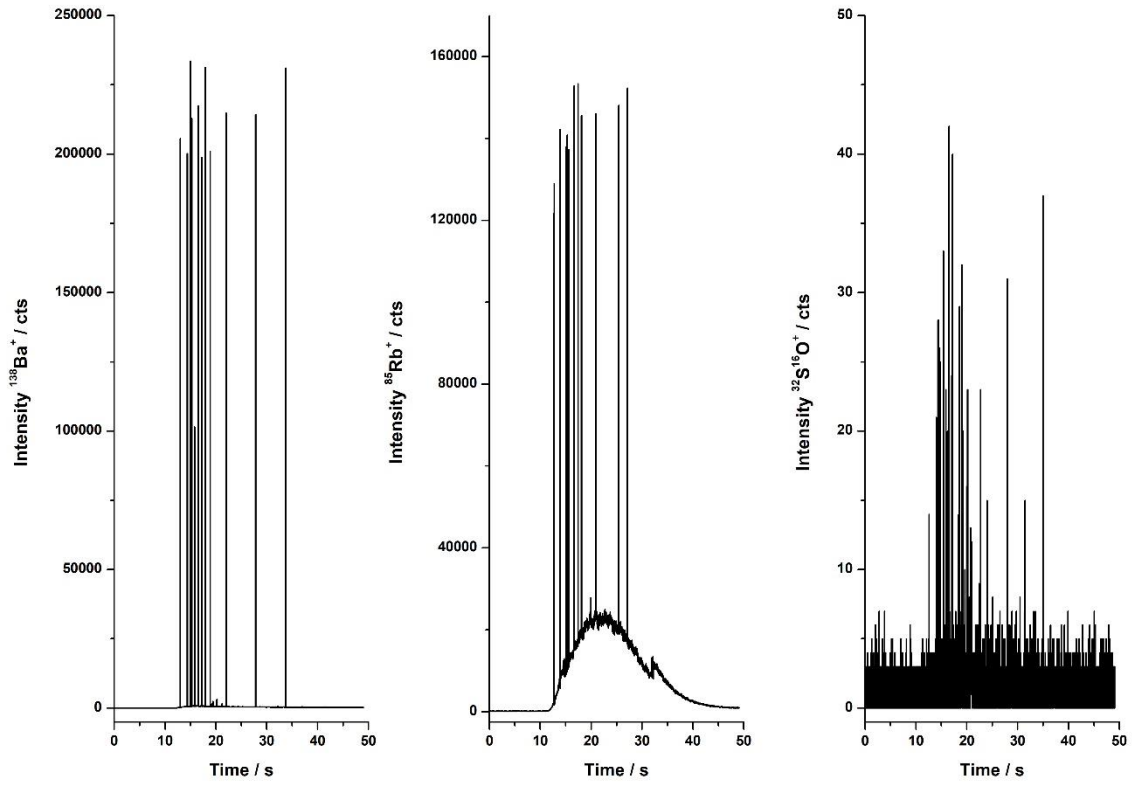 Intensity ¹³⁸Ba⁺ / cts
250000
200000
150000
100000
50000
0
0 10 20 30 40 50
Time / s
Intensity ⁸⁵Rb⁺ / cts
160000
120000
80000
40000
0
0 10 20 30 40 50
Time / s
Intensity ³²S¹⁶O⁺ / cts
50
40
30
20
10
0
0 10 20 30 40 50
Time / s